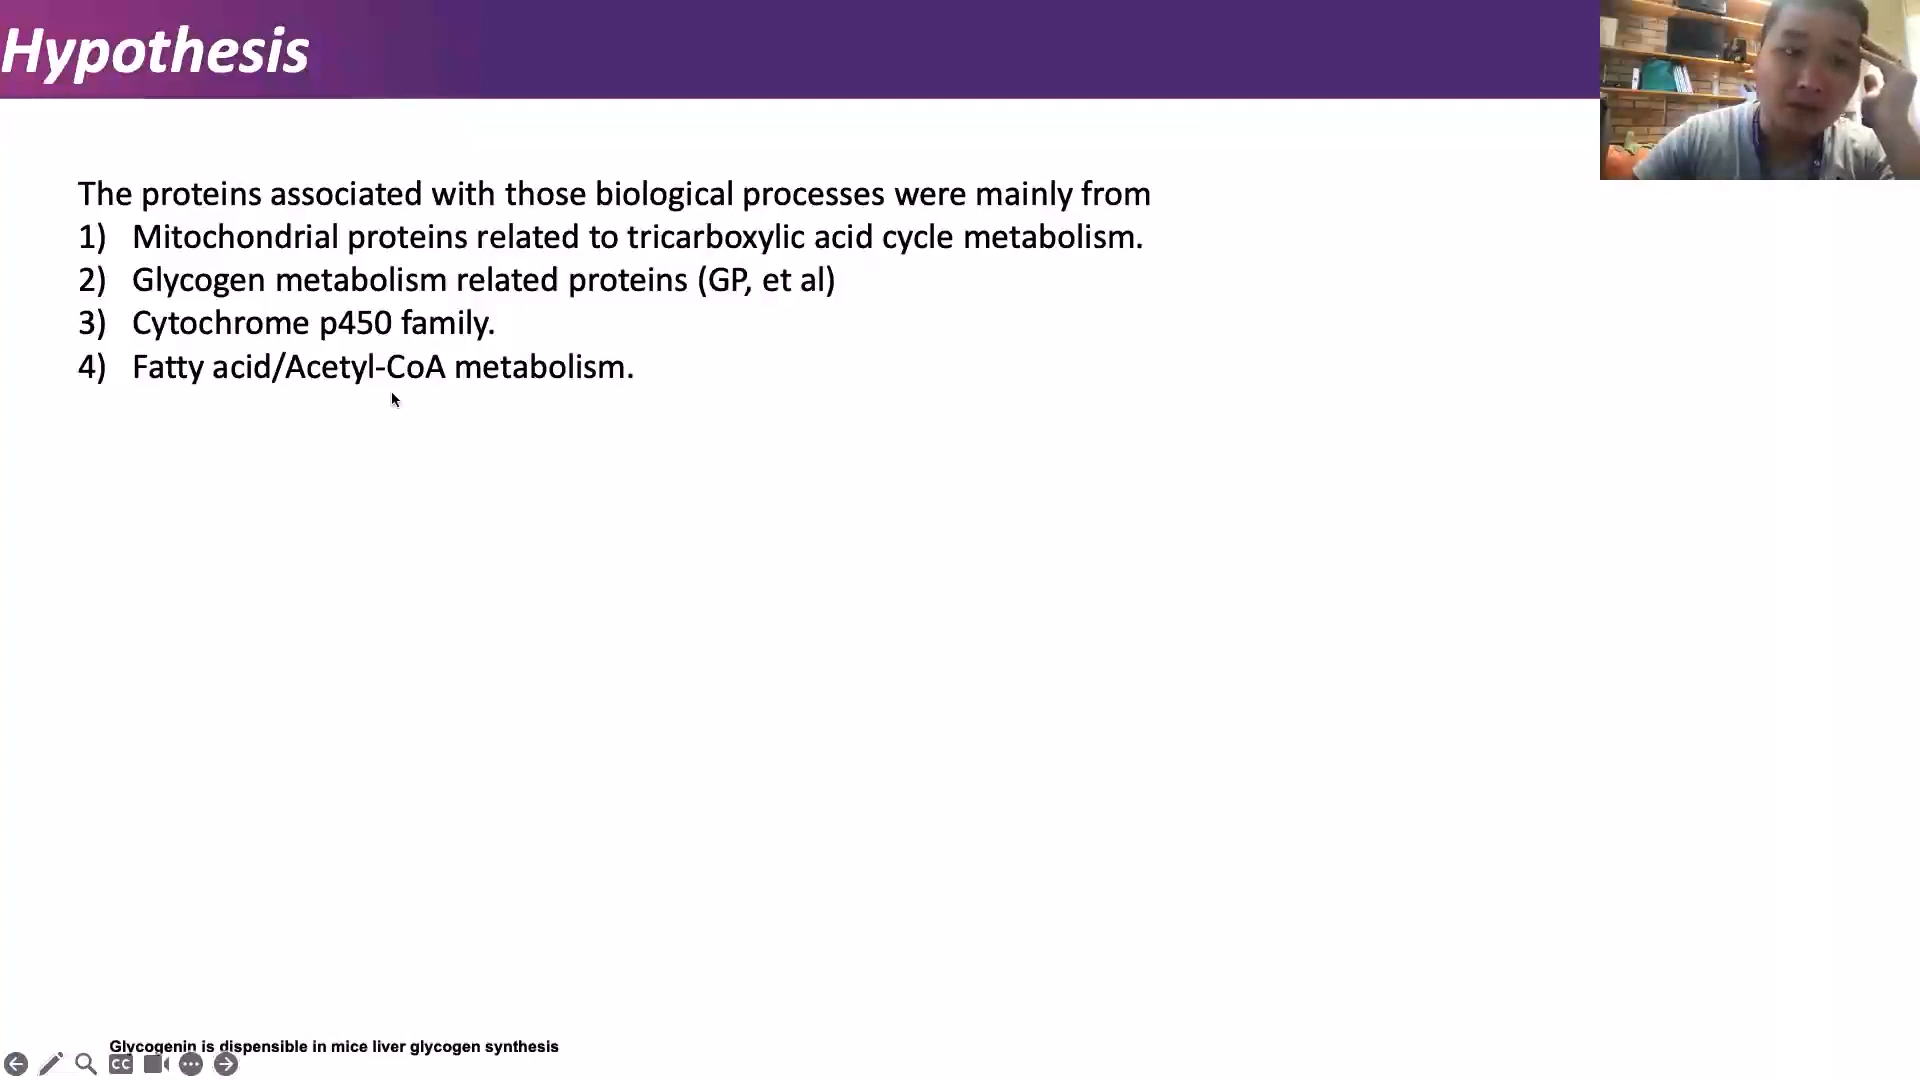 Hypothesis
The proteins associated with those biological processes were mainly from
1) Mitochondrial proteins related to tricarboxylic acid cycle metabolism.
2) Glycogen metabolism related proteins (GP, et al)
3) Cytochrome p450 family.
4) Fatty acid/Acetyl-CoA metabolism.
Glycogenin is dispensible in mice liver glycogen synthesis
CC